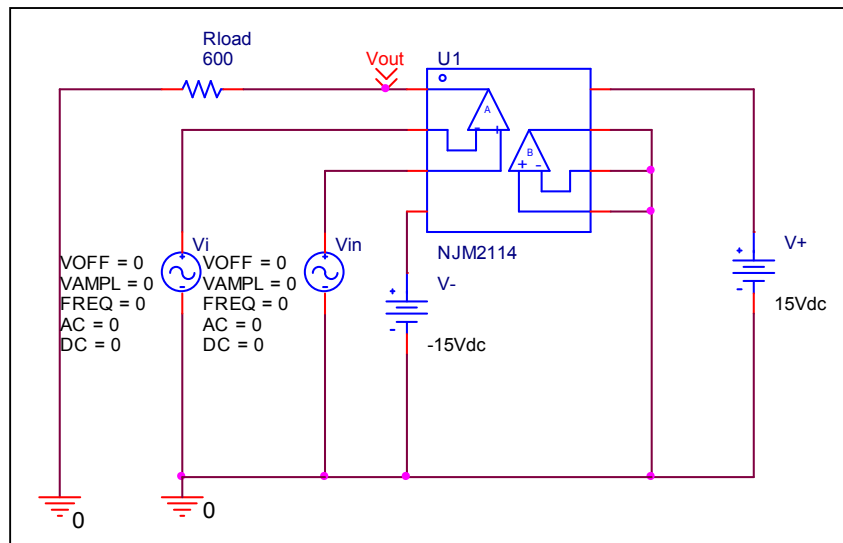 Rload
600
Vout
U1
A
- +
B
+ -
NJM2114
Vi
VOFF = 0
VAMPL = 0
FREQ = 0
AC = 0
DC = 0
Vin
VOFF = 0
VAMPL = 0
FREQ = 0
AC = 0
DC = 0
V-
+
-
-15Vdc
V+
+
-
15Vdc
0
0